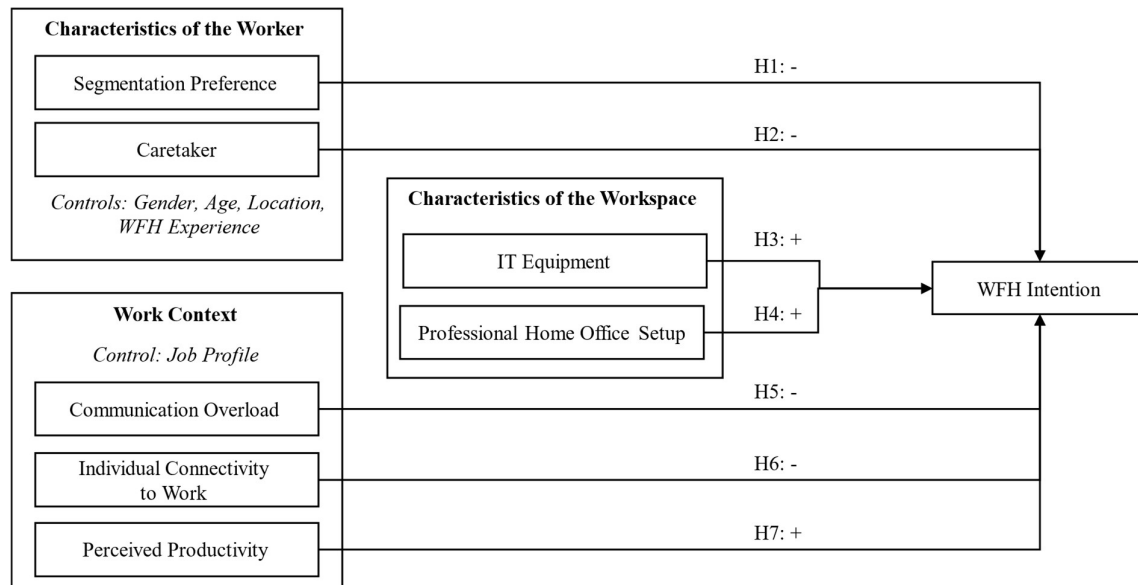 Characteristics of the Worker
Segmentation Preference
Caretaker
Controls: Gender, Age, Location,
WFH Experience
H1: -
H2: -
Characteristics of the Workspace
IT Equipment
Professional Home Office Setup
H3: +
H4: +
WFH Intention
Work Context
Control: Job Profile
Communication Overload
Individual Connectivity
to Work
Perceived Productivity
H5: -
H6: -
H7: +